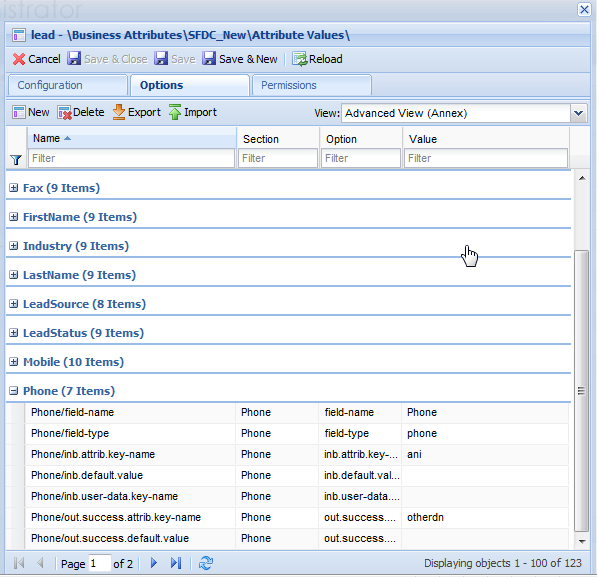 istrator
lead - \Business Attributes\SFDC_New\Attribute Values\
Cancel Save & Close Save Save & New Reload
Configuration Options Permissions
New Delete Export Import View: Advanced View (Annex)
Name Section Option Value
Filter Filter Filter Filter
Fax (9 Items)
FirstName (9 Items)
Industry (9 Items)
LastName (9 Items)
LeadSource (8 Items)
LeadStatus (9 Items)
Mobile (10 Items)
Phone (7 Items)
Phone/field-name Phone field-name Phone
Phone/field-type Phone field-type phone
Phone/inb.attrib.key-name Phone inb.attrib.key-... ani
Phone/inb.default.value Phone inb.default.val...
Phone/inb.user-data.key-name Phone inb.user-data....
Phone/out.success.attrib.key-name Phone out.success.... otherdn
Phone/out.success.default.value Phone out.success....
Page 1 of 2 Displaying objects 1 - 100 of 123